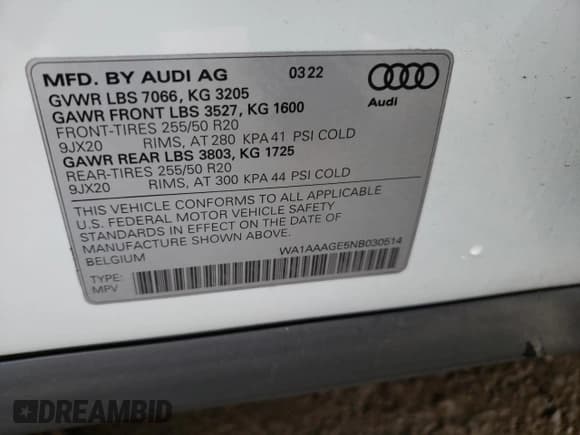 MFD. BY AUDI AG 03 22
GVWR LBS 7066, KG 3205
GAWR FRONT LBS 3527, KG 1600
FRONT-TIRES 255/50 R20
9JX20 RIMS, AT 280 KPA 41 PSI COLD
GAWR REAR LBS 3803, KG 1725
REAR-TIRES 255/50 R20
9JX20 RIMS, AT 300 KPA 44 PSI COLD
Audi
THIS VEHICLE CONFORMS TO ALL APPLICABLE
U.S. FEDERAL MOTOR VEHICLE SAFETY
STANDARDS IN EFFECT ON THE DATE OF
MANUFACTURE SHOWN ABOVE.
BELGIUM WA1AAAGE5NB030514
TYPE:
MPV
DREAMBID